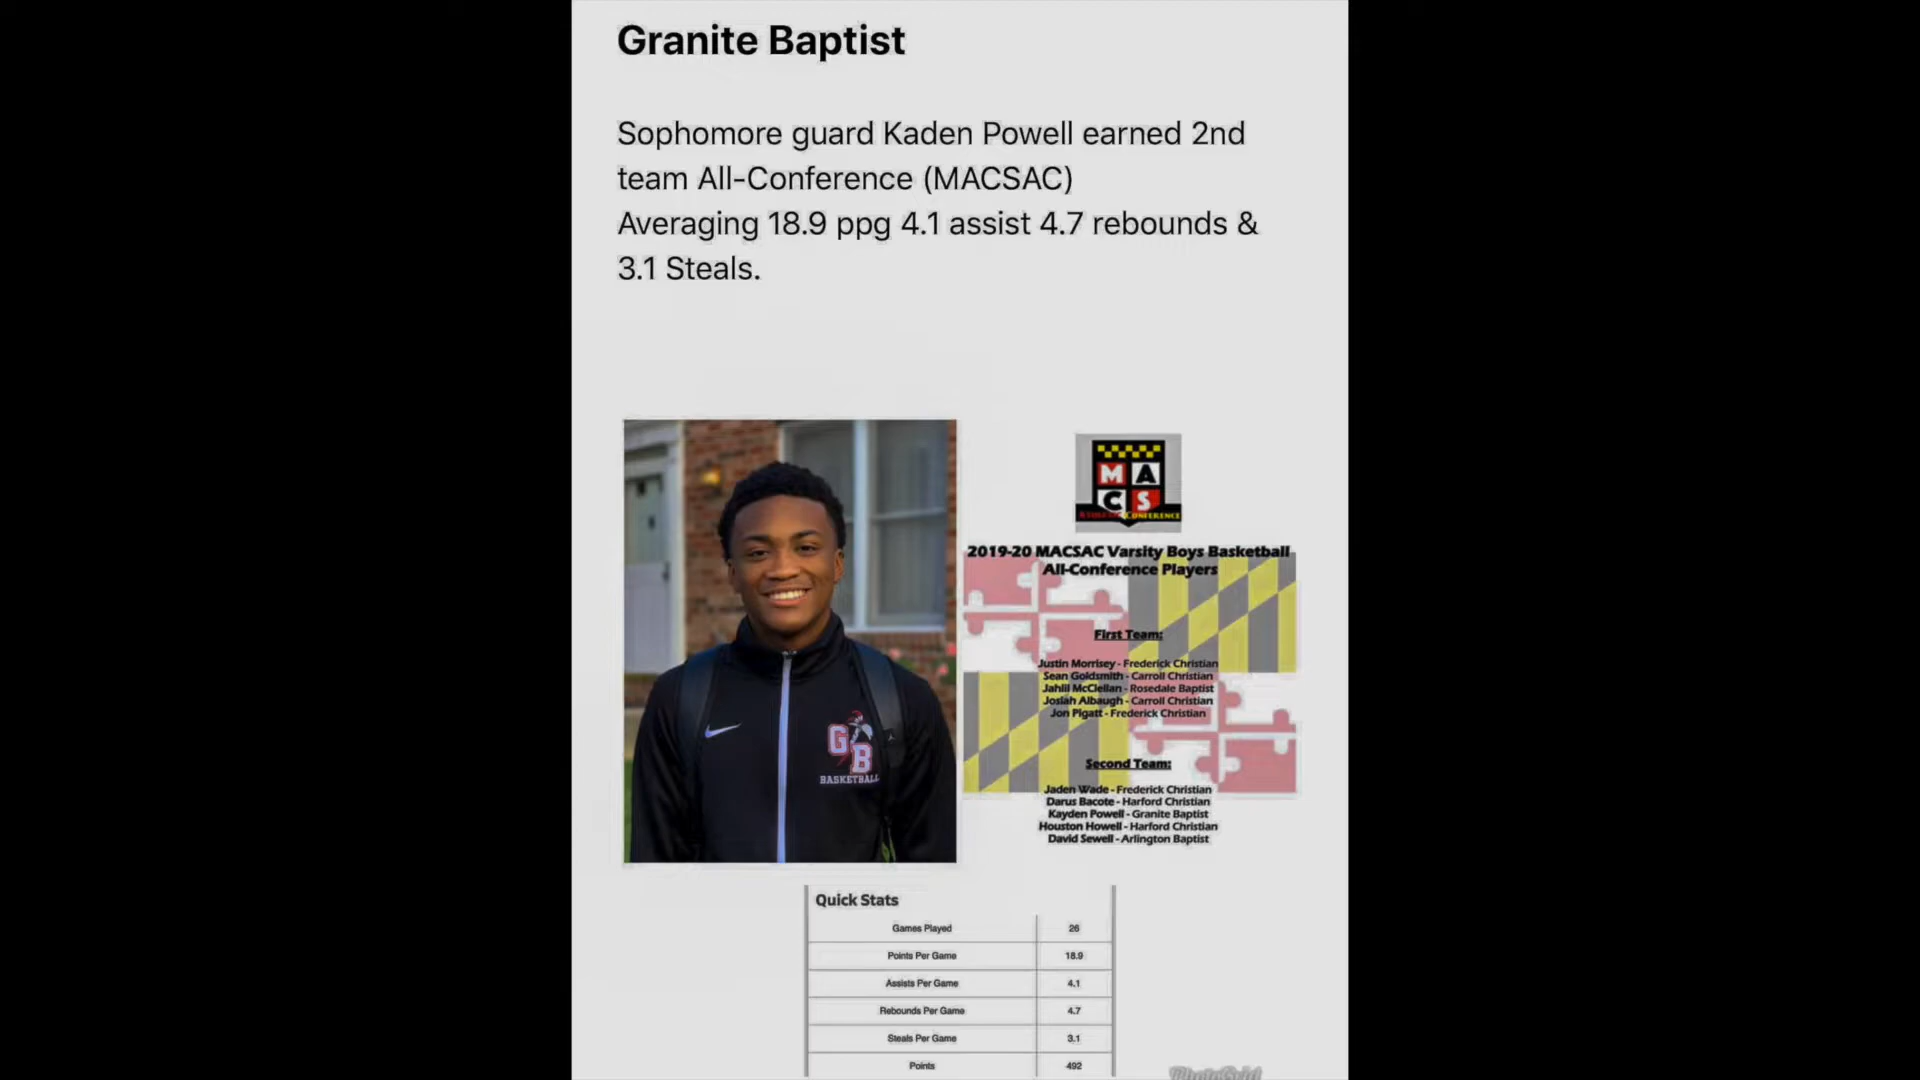 Granite Baptist
Sophomore guard Kaden Powell earned 2nd
team All-Conference (MACSAC)
Averaging 18.9 ppg 4.1 assist 4.7 rebounds &
3.1 Steals.
G
B
BASKETBALL
M A
C S
ATHLETIC CONFERENCE
2019-20 MACSAC Varsity Boys Basketball
All-Conference Players
First Team:
Justin Morrisey - Frederick Christian
Sean Goldsmith - Carroll Christian
Jahlil McClellan - Rosedale Baptist
Josiah Albaugh - Carroll Christian
Jon Pigatt - Frederick Christian
Second Team:
Jaden Wade - Frederick Christian
Darus Bacote - Harford Christian
Kayden Powell - Granite Baptist
Houston Howell - Harford Christian
David Sewell - Arlington Baptist
Quick Stats
Games Played 26
Points Per Game 18.9
Assists Per Game 4.1
Rebounds Per Game 4.7
Steals Per Game 3.1
Points 492
PhotoGrid